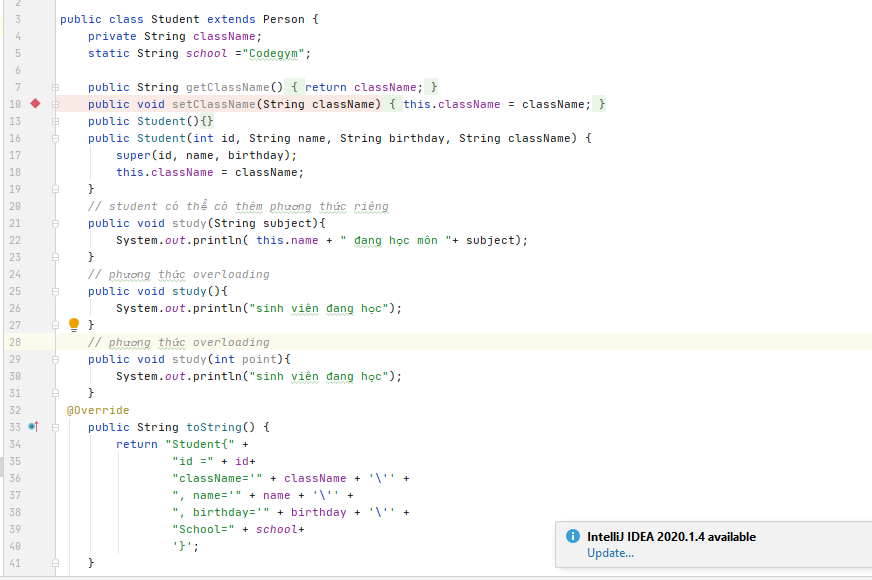 2
3 public class Student extends Person {
4 private String className;
5 static String school ="Codegym";
6
7 public String getClassName() { return className; }
10 public void setClassName(String className) { this.className = className; }
13 public Student(){}
16 public Student(int id, String name, String birthday, String className) {
17 super(id, name, birthday);
18 this.className = className;
19 }
20 // student có thể có thêm phương thức riêng
21 public void study(String subject){
22 System.out.println( this.name + " đang học môn "+ subject);
23 }
24 // phương thức overloading
25 public void study(){
26 System.out.println("sinh viên đang học");
27 }
28 // phương thức overloading
29 public void study(int point){
30 System.out.println("sinh viên đang học");
31 }
32 @Override
33 public String toString() {
34 return "Student{" +
35 "id =" + id+
36 "className='" + className + '\'' +
37 ", name='" + name + '\'' +
38 ", birthday='" + birthday + '\'' +
39 "School=" + school+
40 '}';
41 }
IntelliJ IDEA 2020.1.4 available
Update...